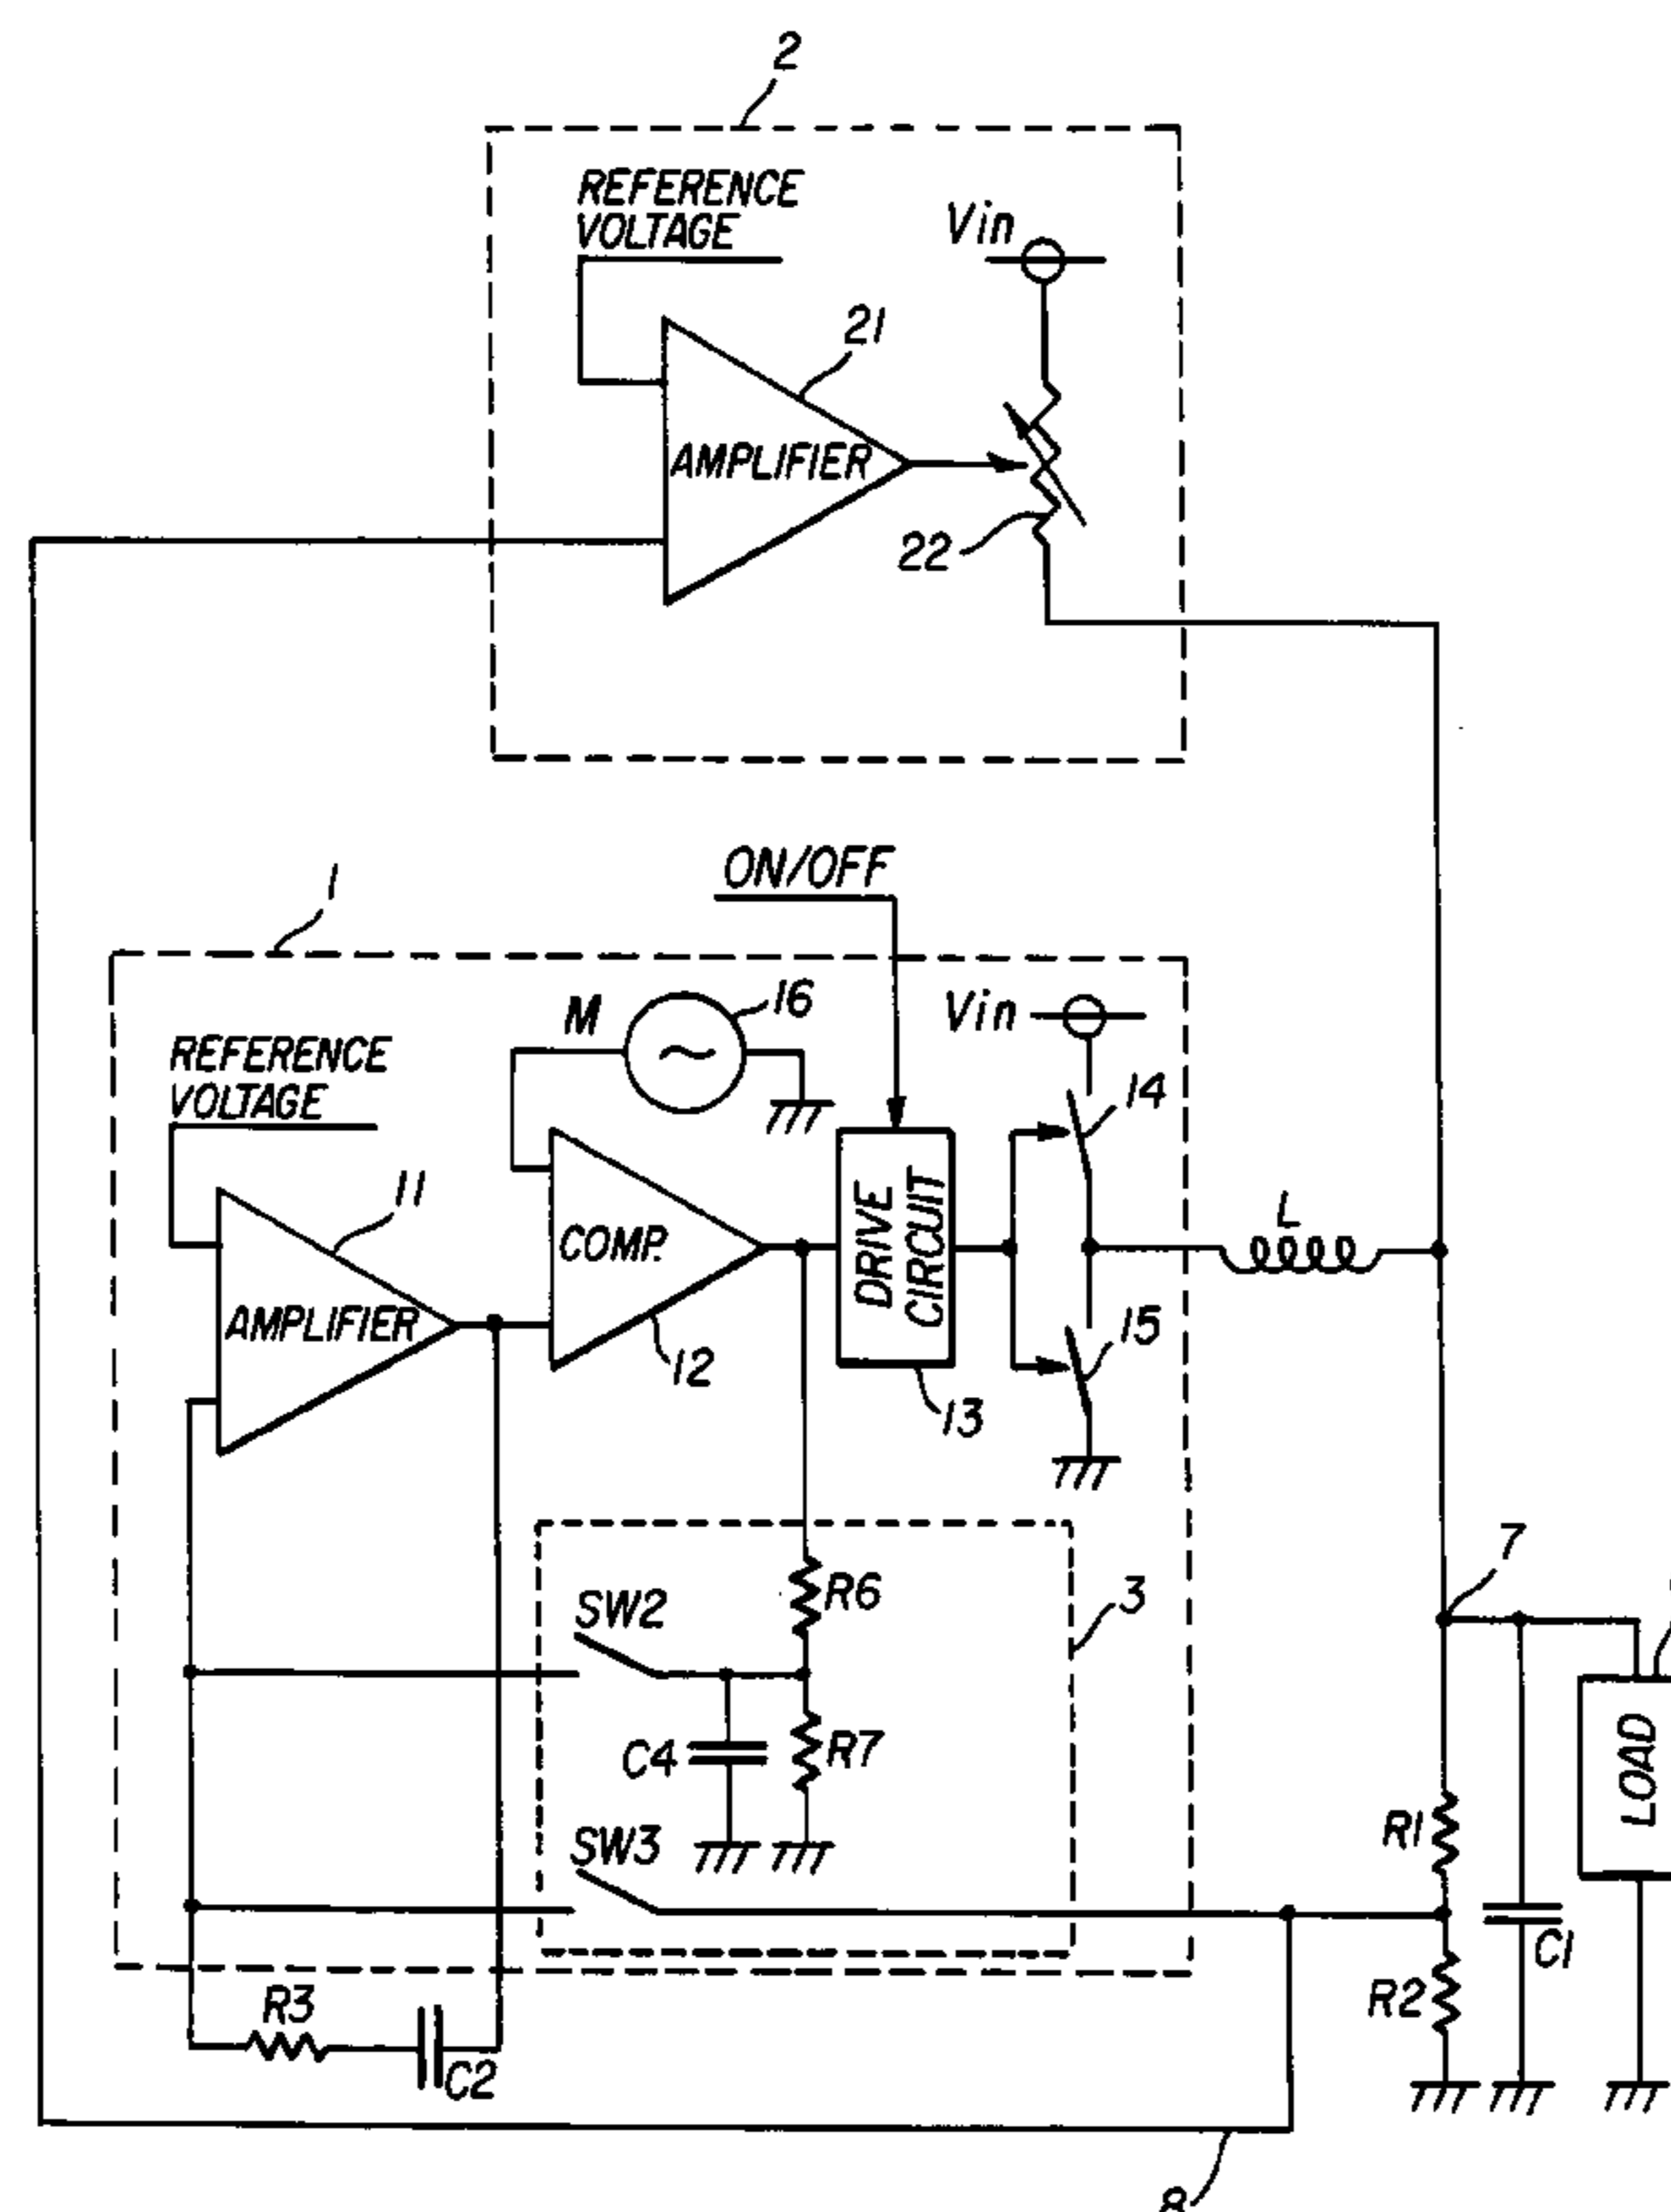 2
REFERENCE
VOLTAGE
Vin
21
AMPLIFIER
22
ON/OFF
1
M
16
Vin
REFERENCE
VOLTAGE
14
11
COMP.
DRIVE
CIRCUIT
L
AMPLIFIER
12
15
13
7
3
R6
SW2
C4
R7
LOAD
R1
SW3
C1
R2
R3
C2
8